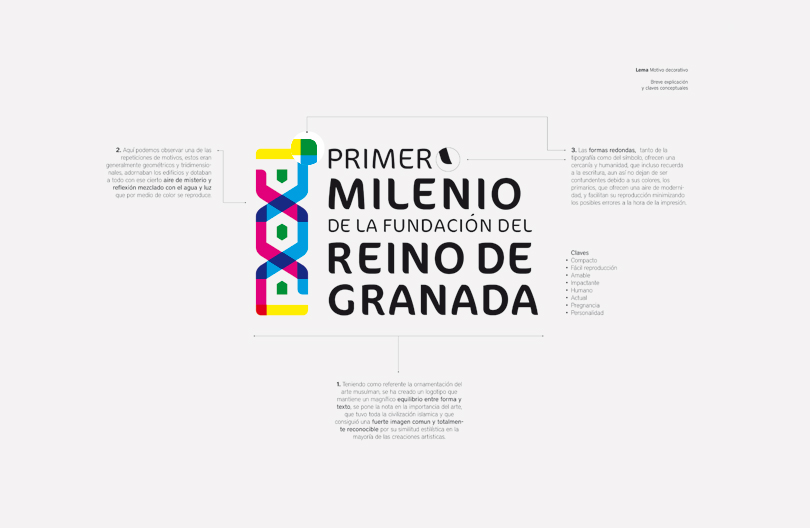 Lema Motivo decorativo
Breve explicación
y claves conceptuales
2. Aquí podemos observar una de las
repeticiones de motivos, estos eran
generalmente geométricos y tridimensio-
nales, adornaban los edificios y dotaban
a todo con ese cierto aire de misterio y
reflexión mezclado con el agua y luz
que por medio de color se reproduce.
PRIMER
MILENIO
DE LA FUNDACIÓN DEL
REINO DE
GRANADA
3. Las formas redondas, tanto de la
tipografía como del símbolo, ofrecen una
cercanía y humanidad, que incluso recuerda
a la escritura, aun así no dejan de ser
contundentes debido a sus colores, los
primarios, que ofrecen una aire de moderni-
dad, y facilitan su reproducción minimizando
los posibles errores a la hora de la impresión.
Claves
• Compacto
• Fácil reproducción
• Amable
• Impactante
• Humano
• Actual
• Pregnancia
• Personalidad
1. Teniendo como referente la ornamentación del
arte musulman, se ha creado un logotipo que
mantiene un magnífico equilibrio entre forma y
texto, se pone la nota en la importancia del arte,
que tuvo toda la civilización islamica y que
consiguió una fuerte imagen comun y totalmen-
te reconocible por su similitud estilística en la
mayoría de las creaciones artísticas.